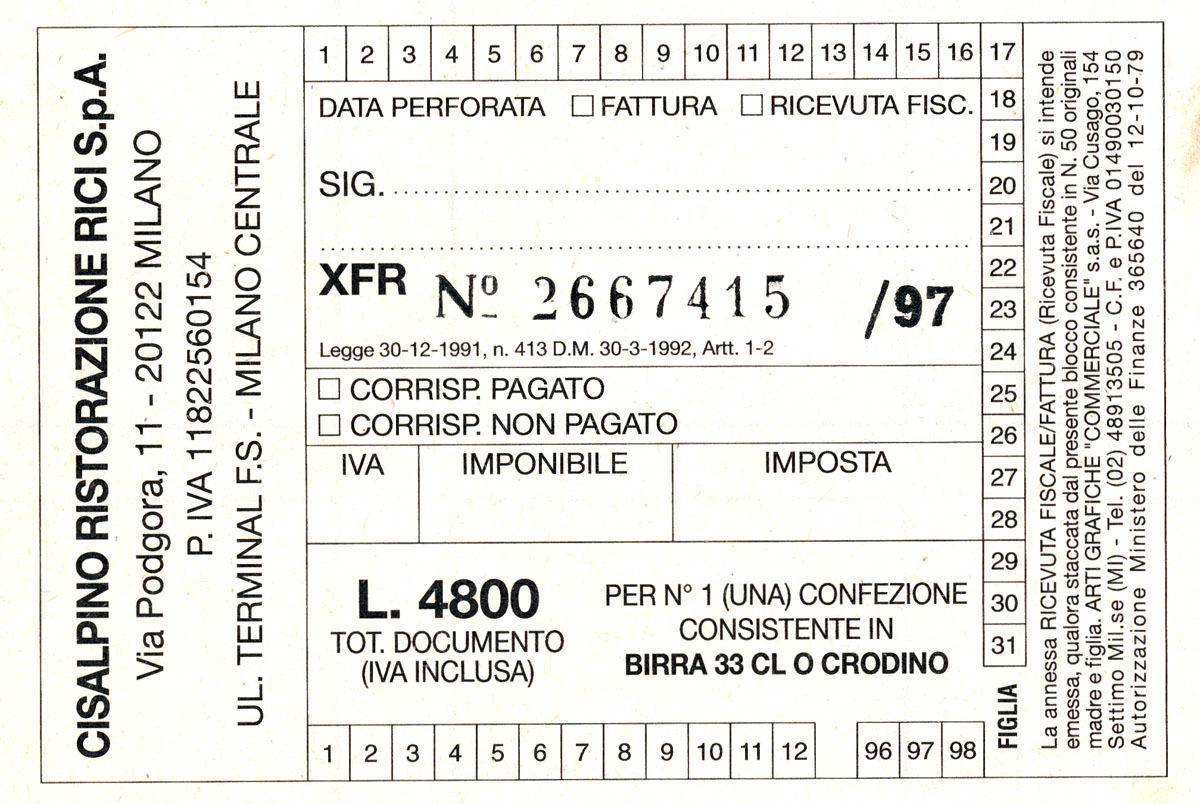 CISALPINO RISTORAZIONE RICI S.p.A.
Via Podgora, 11 - 20122 MILANO
P. IVA 11822560154
UL. TERMINAL F.S. - MILANO CENTRALE
1 2 3 4 5 6 7 8 9 10 11 12 13 14 15 16 17
DATA PERFORATA □ FATTURA □ RICEVUTA FISC.
18
19
SIG.
20
21
22
XFR Nº 2667415 /97
23
Legge 30-12-1991, n. 413 D.M. 30-3-1992, Artt. 1-2
24
□ CORRISP. PAGATO
25
□ CORRISP. NON PAGATO
26
IVA IMPONIBILE IMPOSTA
27
28
29
L. 4800
TOT. DOCUMENTO
(IVA INCLUSA)
PER N° 1 (UNA) CONFEZIONE
CONSISTENTE IN
BIRRA 33 CL O CRODINO
30
31
FIGLIA
1 2 3 4 5 6 7 8 9 10 11 12 96 97 98
La annessa RICEVUTA FISCALE/FATTURA (Ricevuta Fiscale) si intende
emessa, qualora staccata dal presente blocco consistente in N. 50 originali
madre e figlia. ARTI GRAFICHE "COMMERCIALE" s.a.s. - Via Cusago, 154
Settimo Mil.se (MI) - Tel. (02) 48913505 - C.F. e P.IVA 01490030150
Autorizzazione Ministero delle Finanze 365640 del 12-10-79